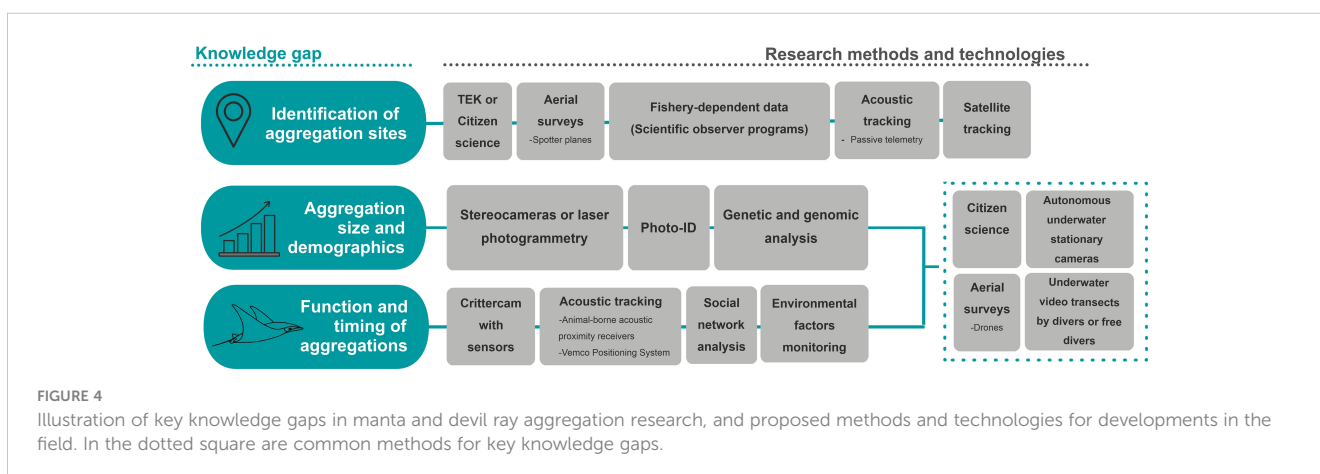 Knowledge gap
Research methods and technologies
Identification of
aggregation sites
TEK or
Citizen
science
Aerial
surveys
-Spotter planes
Fishery-dependent data
(Scientific observer programs)
Acoustic
tracking
- Passive telemetry
Satellite
tracking
Aggregation
size and
demographics
Stereocameras or laser
photogrammetry
Photo-ID
Genetic and genomic
analysis
Function and
timing of
aggregations
Crittercam
with
sensors
Acoustic tracking
-Animal-borne acoustic
proximity receivers
-Vemco Positioning System
Social
network
analysis
Environmental
factors
monitoring
Citizen
science
Autonomous
underwater
stationary
cameras
Aerial
surveys
-Drones
Underwater
video transects
by divers or free
divers
FIGURE 4
Illustration of key knowledge gaps in manta and devil ray aggregation research, and proposed methods and technologies for developments in the
field. In the dotted square are common methods for key knowledge gaps.